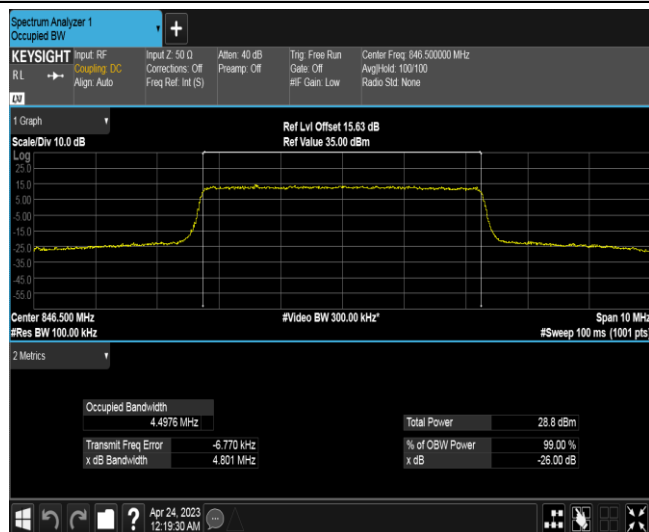 Spectrum Analyzer 1
Occupied BW
KEYSIGHT Input: RF Input Z: 50 Ω Atten: 40 dB Trig: Free Run Center Freq: 846.500000 MHz
RL Coupling: DC Corrections: Off Preamp: Off Gate: Off Avg|Hold: 100/100
Align: Auto Freq Ref: Int (S) #IF Gain: Low Radio Std: None
LXI
1 Graph
Ref Lvl Offset 15.63 dB
Scale/Div 10.0 dB Ref Value 35.00 dBm
Log
25.0
15.0
5.00
-5.00
-15.0
-25.0
-35.0
-45.0
-55.0
Center 846.500 MHz #Video BW 300.00 kHz* Span 10 MHz
#Res BW 100.00 kHz #Sweep 100 ms (1001 pts)
2 Metrics
Occupied Bandwidth
4.4976 MHz Total Power 28.8 dBm
Transmit Freq Error -6.770 kHz % of OBW Power 99.00 %
x dB Bandwidth 4.801 MHz x dB -26.00 dB
? Apr 24, 2023
12:19:30 AM